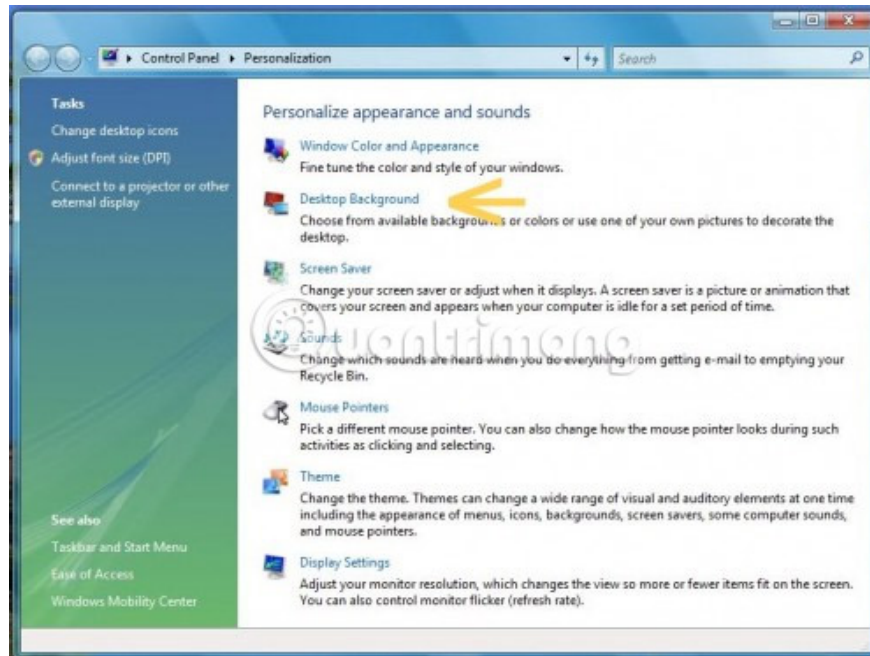 Control Panel
Personalization
Search
Tasks
Change desktop icons
Adjust font size (DPI)
Connect to a projector or other
external display
See also
Taskbar and Start Menu
Ease of Access
Windows Mobility Center
Personalize appearance and sounds
Window Color and Appearance
Fine tune the color and style of your windows.
Desktop Background
Choose from available backgrounds or colors or use one of your own pictures to decorate the
desktop.
Screen Saver
Change your screen saver or adjust when it displays. A screen saver is a picture or animation that
covers your screen and appears when your computer is idle for a set period of time.
Quantrimang
Sounds
Change which sounds are heard when you do everything from getting e-mail to emptying your
Recycle Bin.
Mouse Pointers
Pick a different mouse pointer. You can also change how the mouse pointer looks during such
activities as clicking and selecting.
Theme
Change the theme. Themes can change a wide range of visual and auditory elements at one time
including the appearance of menus, icons, backgrounds, screen savers, some computer sounds,
and mouse pointers.
Display Settings
Adjust your monitor resolution, which changes the view so more or fewer items fit on the screen.
You can also control monitor flicker (refresh rate).